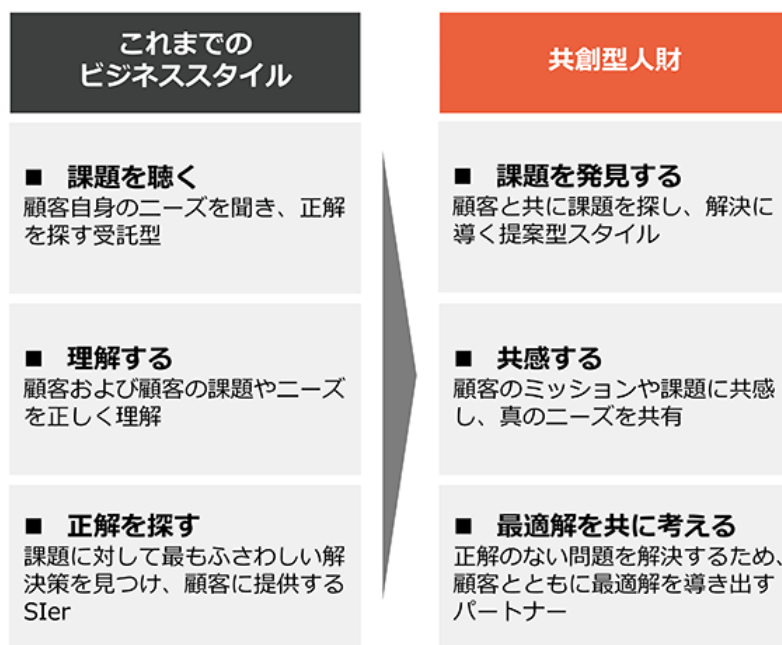 これまでの
ビジネススタイル
■ 課題を聴く
顧客自身のニーズを聞き、正解
を探す受託型
■ 理解する
顧客および顧客の課題やニーズ
を正しく理解
■ 正解を探す
課題に対して最もふさわしい解
決策を見つけ、顧客に提供する
SIer
共創型人財
■ 課題を発見する
顧客と共に課題を探し、解決に
導く提案型スタイル
■ 共感する
顧客のミッションや課題に共感
し、真のニーズを共有
■ 最適解を共に考える
正解のない問題を解決するため、
顧客とともに最適解を導き出す
パートナー